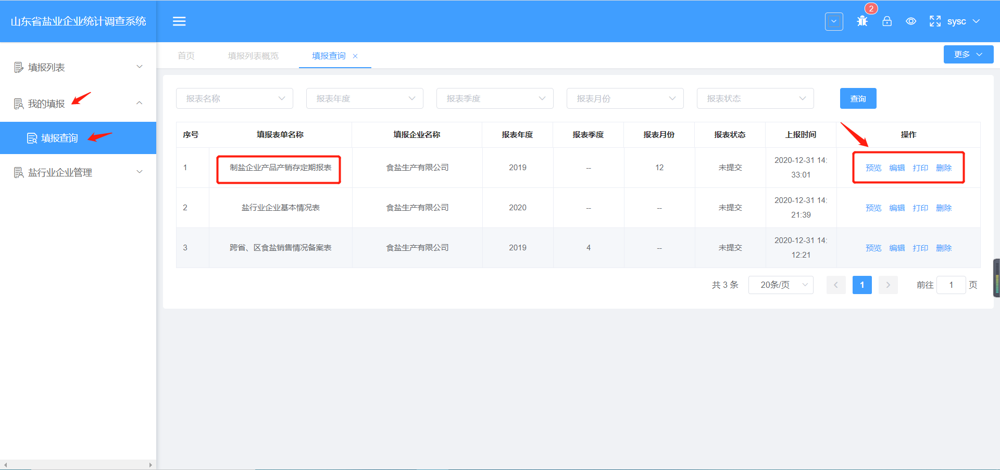 山东省盐业企业统计调查系统
2
sysc
填报列表
我的填报
填报查询
盐行业企业管理
首页 填报列表概览 填报查询 × 更多
报表名称 报表年度 报表季度 报表月份 报表状态 查询
序号 填报表单名称 填报企业名称 报表年度 报表季度 报表月份 报表状态 上报时间 操作
1 制盐企业产品产销存定期报表 食盐生产有限公司 2019 -- 12 未提交 2020-12-31 14:
33:01 预览 编辑 打印 删除
2 盐行业企业基本情况表 食盐生产有限公司 2020 -- -- 未提交 2020-12-31 14:
21:39 预览 编辑 打印 删除
3 跨省、区食盐销售情况备案表 食盐生产有限公司 2019 4 -- 未提交 2020-12-31 14:
12:21 预览 编辑 打印 删除
共 3 条 20条/页 1 前往 1 页